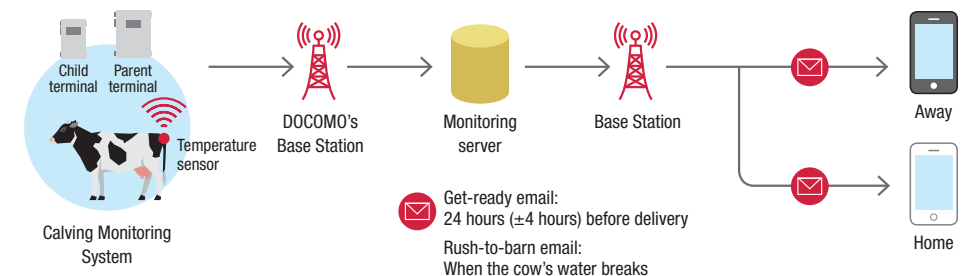 Child
terminal
Parent
terminal
Temperature
sensor
Calving Monitoring
System
DOCOMO’s
Base Station
Monitoring
server
Base Station
Away
Home
Get-ready email:
24 hours (±4 hours) before delivery
Rush-to-barn email:
When the cow’s water breaks